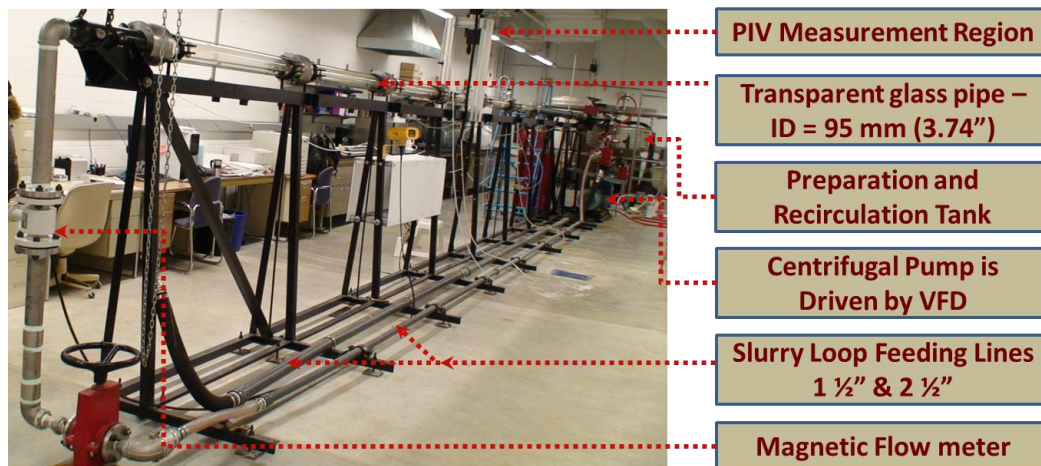 PIV Measurement Region
Transparent glass pipe –
ID = 95 mm (3.74”)
Preparation and
Recirculation Tank
Centrifugal Pump is
Driven by VFD
Slurry Loop Feeding Lines
1 ½” & 2 ½”
Magnetic Flow meter